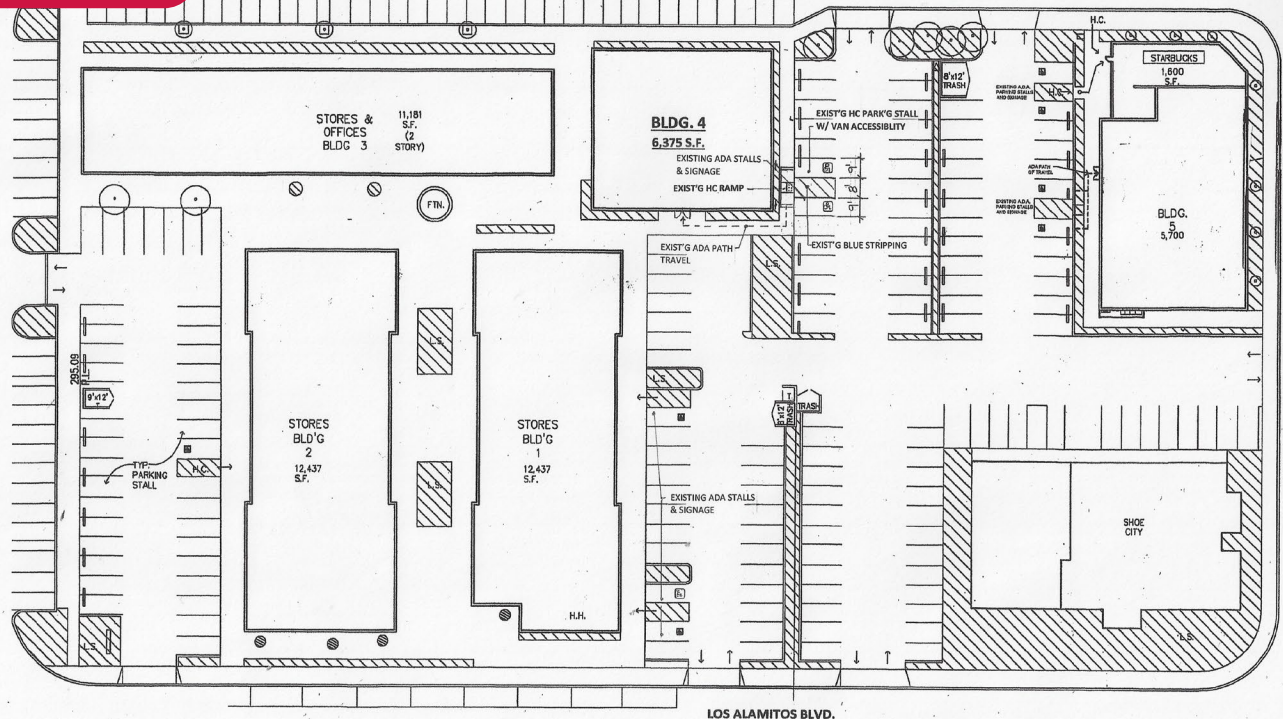 H.C.
STARBUCKS
1,600
S.F.
8'x12'
TRASH
EXISTING A.D.A.
PARKING STALLS
AND SIGNAGE
H.C.
STORES &
OFFICES
BLDG 3
11,181
S.F.
(2
STORY)
BLDG. 4
6,375 S.F.
EXISTING ADA STALLS
& SIGNAGE
EXIST'G HC RAMP
EXIST'G HC PARK'G STALL
W/ VAN ACCESSIBLITY
9'
8'
9'
ADA PATH
OF TRAVEL
EXISTING A.D.A.
PARKING STALLS
AND SIGNAGE
BLDG.
5
5,700
FTN.
EXIST'G ADA PATH
TRAVEL
EXIST'G BLUE STRIPPING
L.S.
295.09
9'x12'
TYP.
PARKING
STALL
H.C.
STORES
BLD'G
2
12,437
S.F.
L.S.
L.S.
STORES
BLD'G
1
12,437
S.F.
H.H.
L.S.
EXISTING ADA STALLS
& SIGNAGE
T
8'x12'
TRASH
TRASH
SHOE
CITY
L.S.
L.S.
LOS ALAMITOS BLVD.